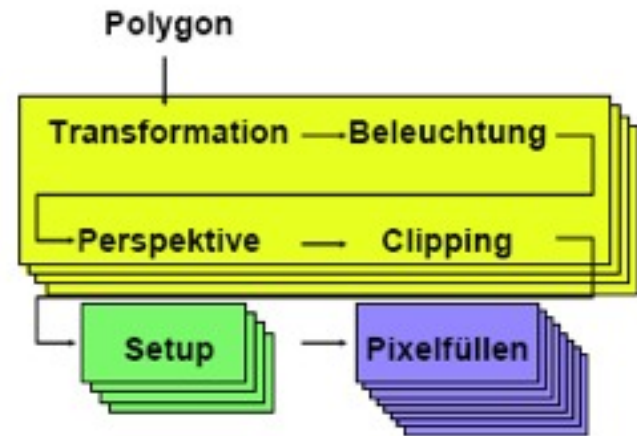 Polygon
Transformation Beleuchtung
Perspektive Clipping
Setup Pixelfüllen